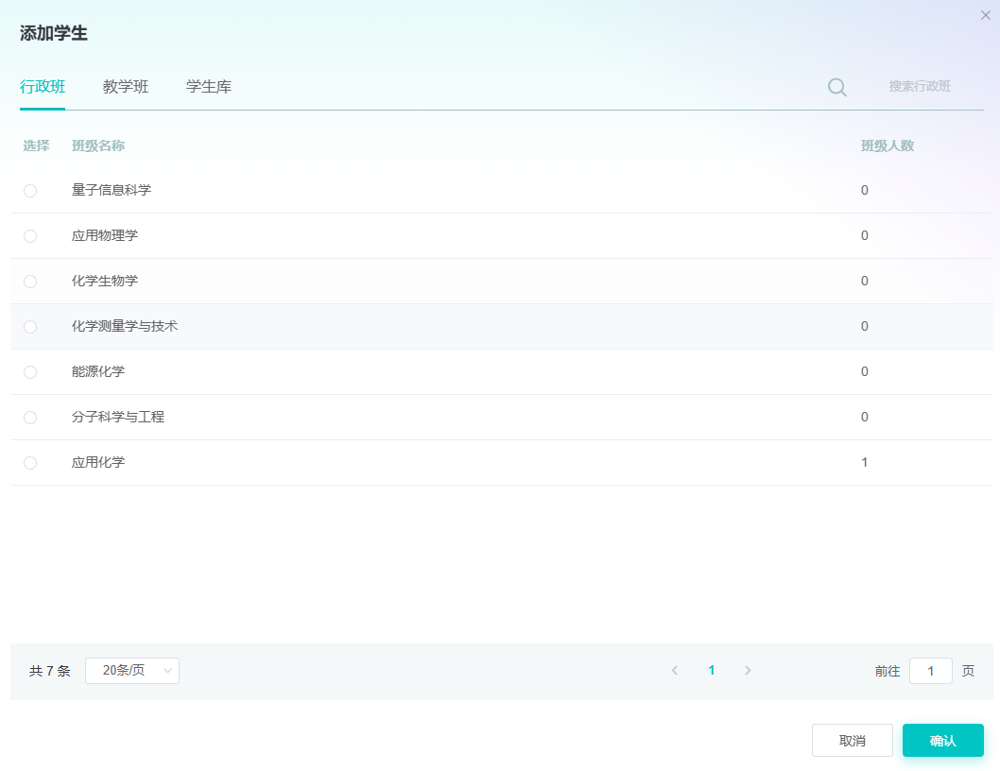 添加学生
行政班 教学班 学生库 搜索行政班
选择 班级名称 班级人数
量子信息科学 0
应用物理学 0
化学生物学 0
化学测量学与技术 0
能源化学 0
分子科学与工程 0
应用化学 1
共 7 条 20条/页 1 前往 1 页
取消 确认